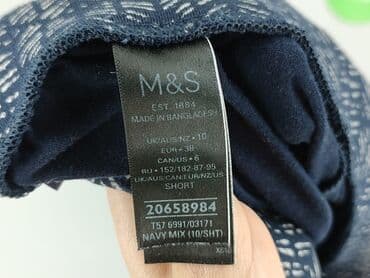 M&S
EST. 1884
MADE IN BANGLADESH
UK/AUS/NZ • 10
EUR • 38
CAN/US • 6
RU • 152/182-87-95
UK/AUS/CAN/EUR/NZ/US
SHORT
20658984
T57 6991/03171
NAVY MIX (10/SHT)